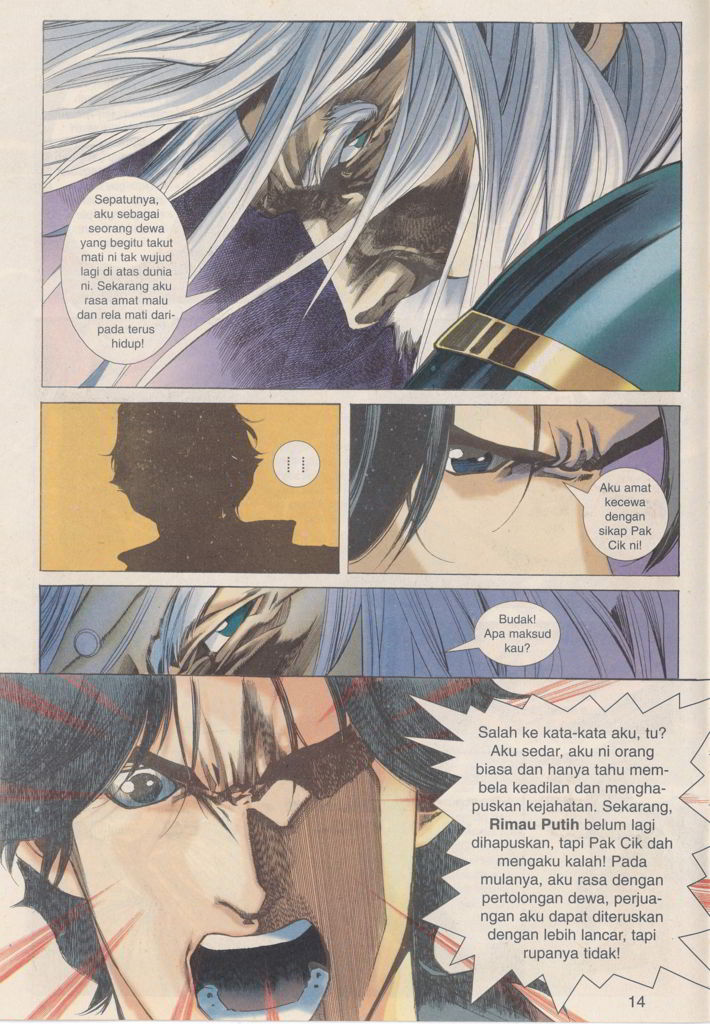 Sepatutnya,
aku sebagai
seorang dewa
yang begitu takut
mati ni tak wujud
lagi di atas dunia
ni. Sekarang aku
rasa amat malu
dan rela mati dari-
pada terus
hidup!
Aku amat
kecewa
dengan
sikap Pak
Cik ni!
Budak!
Apa maksud
kau?
Salah ke kata-kata aku, tu?
Aku sedar, aku ni orang
biasa dan hanya tahu mem-
bela keadilan dan mengha-
puskan kejahatan. Sekarang,
Rimau Putih belum lagi
dihapuskan, tapi Pak Cik dah
mengaku kalah! Pada
mulanya, aku rasa dengan
pertolongan dewa, perjua-
ngan aku dapat diteruskan
dengan lebih lancar, tapi
rupanya tidak!
14